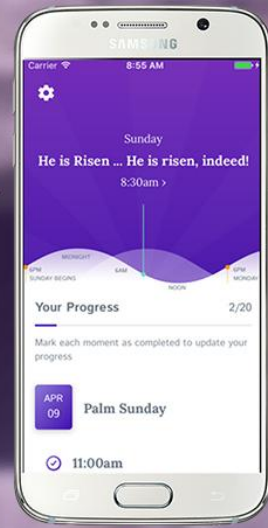 SAMSUNG
Carrier 8:55 AM
Sunday
He is Risen ... He is risen, indeed!
8:30am ›
MIDNIGHT
6PM 6AM 6PM
SUNDAY BEGINS NOON MONDAY
Your Progress 2/20
Mark each moment as completed to update your
progress
APR
09
Palm Sunday
11:00am